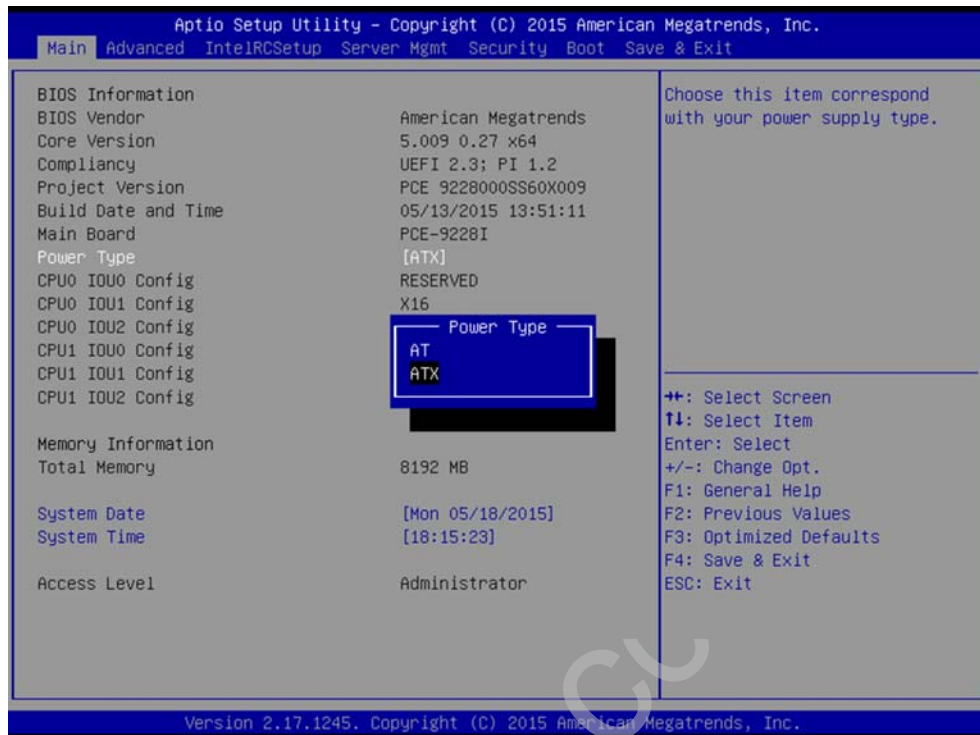 Aptio Setup Utility – Copyright (C) 2015 American Megatrends, Inc.
Main Advanced IntelRCSetup Server Mgmt Security Boot Save & Exit
BIOS Information
BIOS Vendor American Megatrends
Core Version 5.009 0.27 x64
Compliancy UEFI 2.3; PI 1.2
Project Version PCE 9228000SS60X009
Build Date and Time 05/13/2015 13:51:11
Main Board PCE-9228I
Power Type [ATX]
CPU0 IOU0 Config RESERVED
CPU0 IOU1 Config X16
CPU0 IOU2 Config
CPU1 IOU0 Config
CPU1 IOU1 Config
CPU1 IOU2 Config
Power Type
AT
ATX
Memory Information
Total Memory 8192 MB
System Date [Mon 05/18/2015]
System Time [18:15:23]
Access Level Administrator
Choose this item correspond
with your power supply type.
→←: Select Screen
↑↓: Select Item
Enter: Select
+/-: Change Opt.
F1: General Help
F2: Previous Values
F3: Optimized Defaults
F4: Save & Exit
ESC: Exit
Version 2.17.1245. Copyright (C) 2015 American Megatrends, Inc.